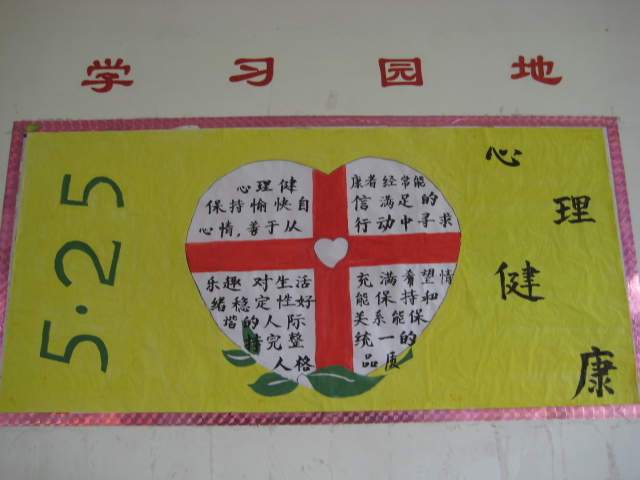 学习园地
5·25
心理健康
心理健 康者经常能
保持愉快自 信满足的
心情,善于从 行动中寻求
乐趣 对生活 充满希望情
绪稳定性好 能保持和
谐的人际 关系能保
持完整 统一的
人格 品质